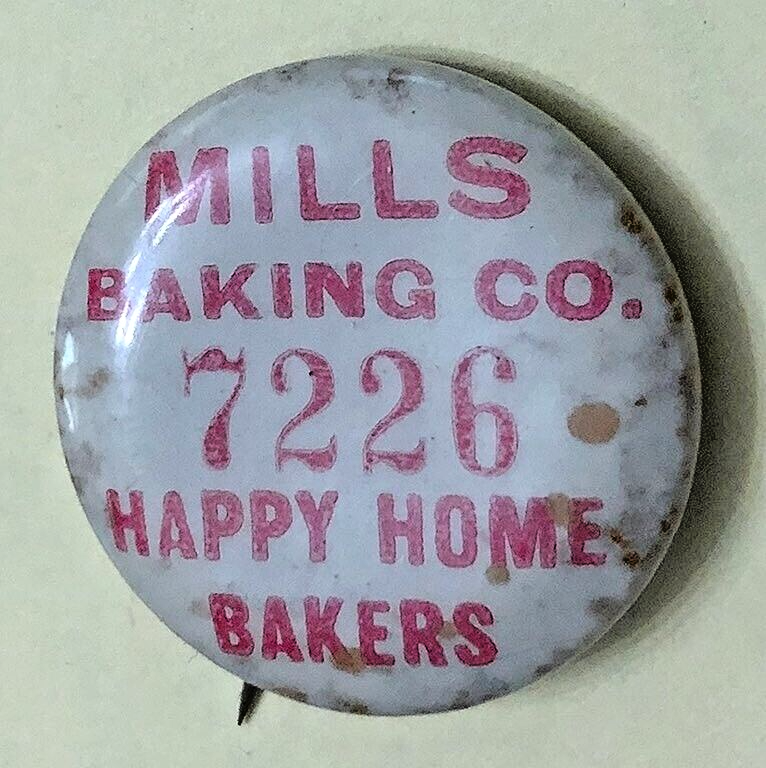 MILLS
BAKING CO.
7226
HAPPY HOME
BAKERS